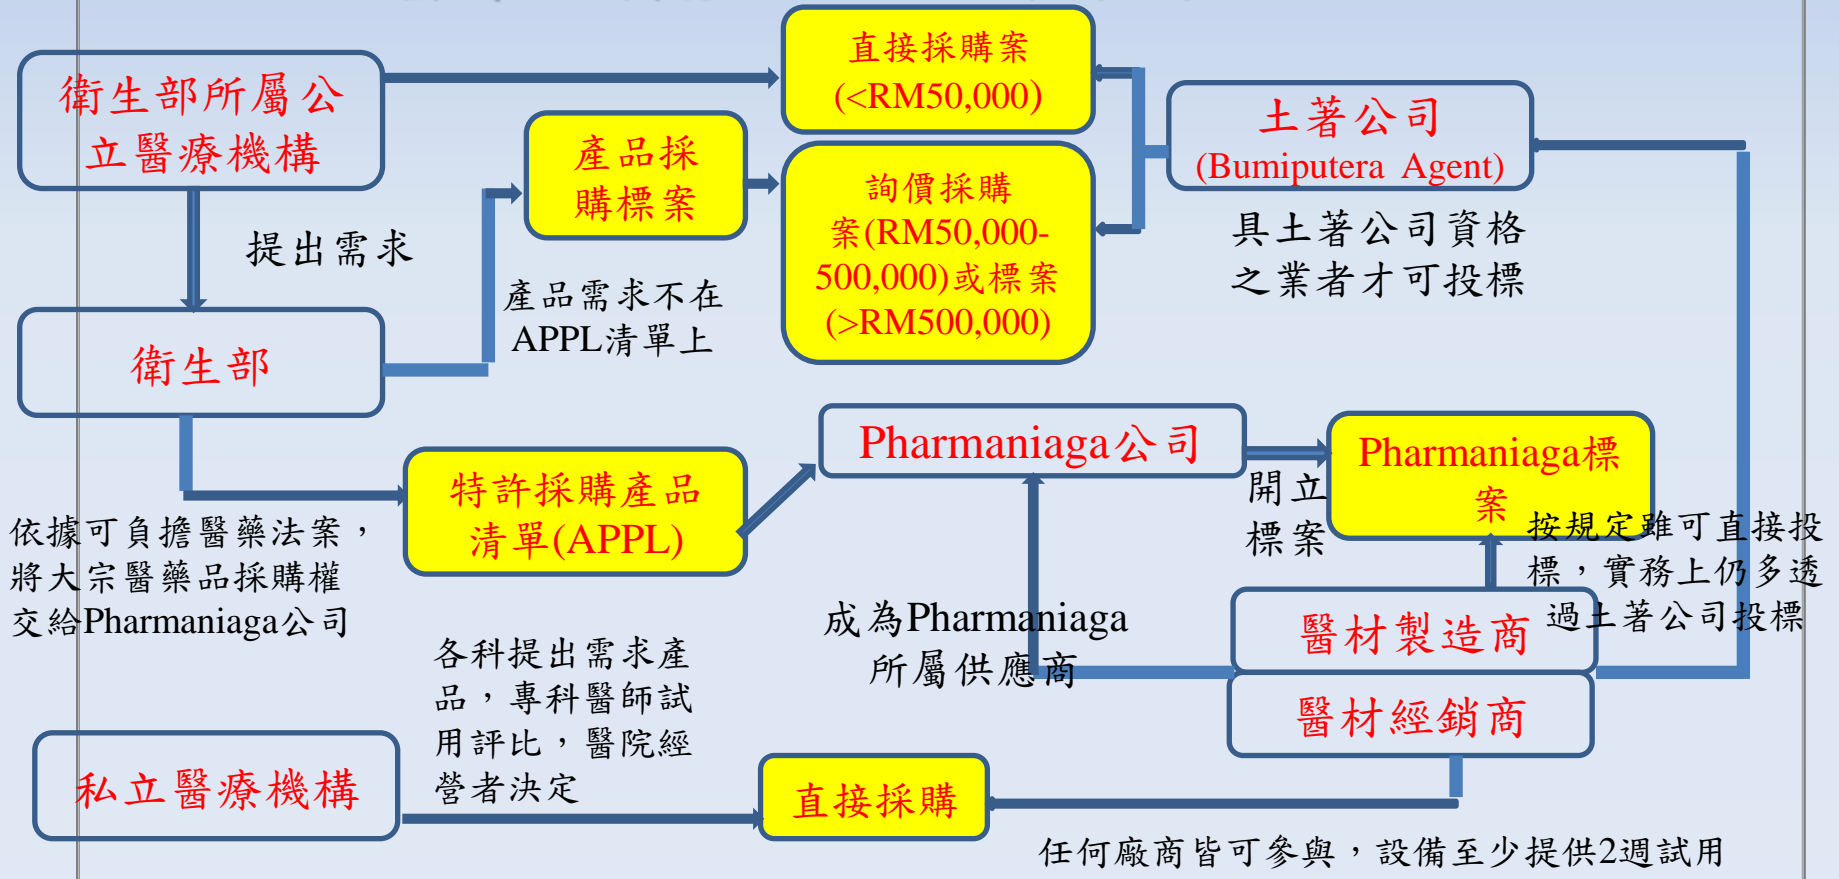 直接採購案
(<RM50,000)
衛生部所屬公
立醫療機構
產品採
購標案
土著公司
(Bumiputera Agent)
詢價採購
案(RM50,000-
500,000)或標案
(>RM500,000)
提出需求
具土著公司資格
之業者才可投標
產品需求不在
APPL清單上
衛生部
Pharmaniaga公司
Pharmaniaga標
案
特許採購產品
清單(APPL)
開立
標案
依據可負擔醫藥法案，
將大宗醫藥品採購權
交給Pharmaniaga公司
按規定雖可直接投
標，實務上仍多透
過土著公司投標
成為Pharmaniaga
所屬供應商
醫材製造商
醫材經銷商
各科提出需求產
品，專科醫師試
用評比，醫院經
營者決定
私立醫療機構
直接採購
任何廠商皆可參與，設備至少提供2週試用